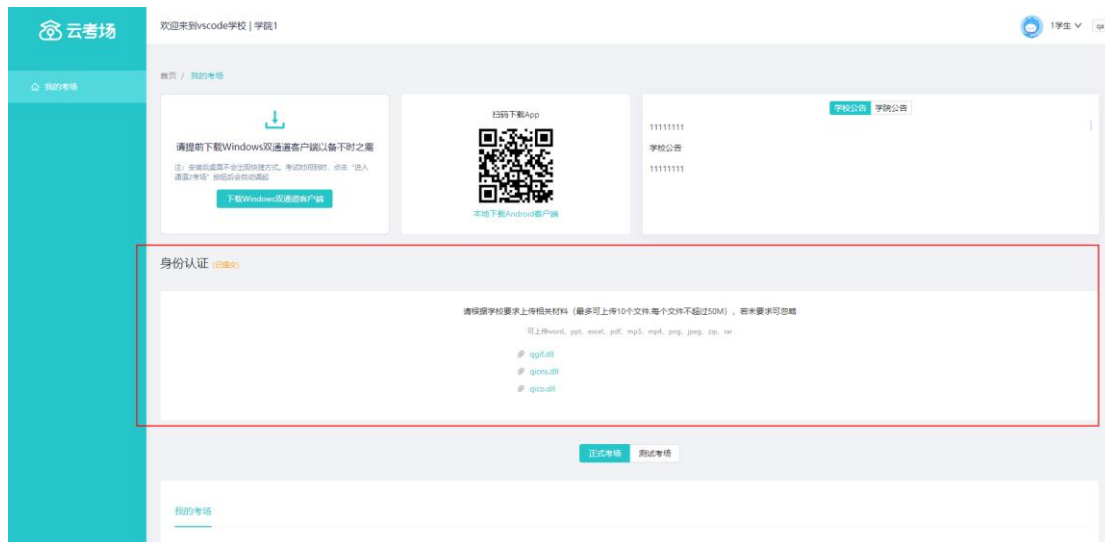 云考场
欢迎来到vscode学校 | 学院1
1学生
我的考场
首页 / 我的考场
请提前下载Windows双通道客户端以备不时之需
注：安装后桌面不会出现快捷方式。考试时间到时，点击“进入
通道2考场”按钮后会自动调起
下载Windows双通道客户端
扫码下载App
本地下载Android客户端
学校公告 学院公告
11111111
学校公告
11111111
身份认证 (已提交)
请根据学校要求上传相关材料（最多可上传10个文件,每个文件不超过50M），若未要求可忽略
可上传word、ppt、excel、pdf、mp3、mp4、png、jpeg、zip、rar
qgif.dll
qicns.dll
qico.dll
正式考场 测试考场
我的考场